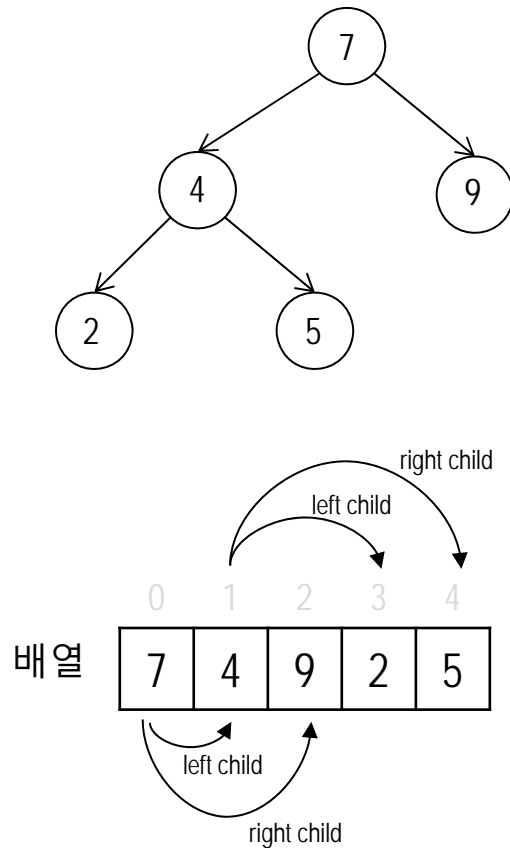 7
4
9
2
5
right child
left child
0 1 2 3 4
배열 7 4 9 2 5
left child
right child